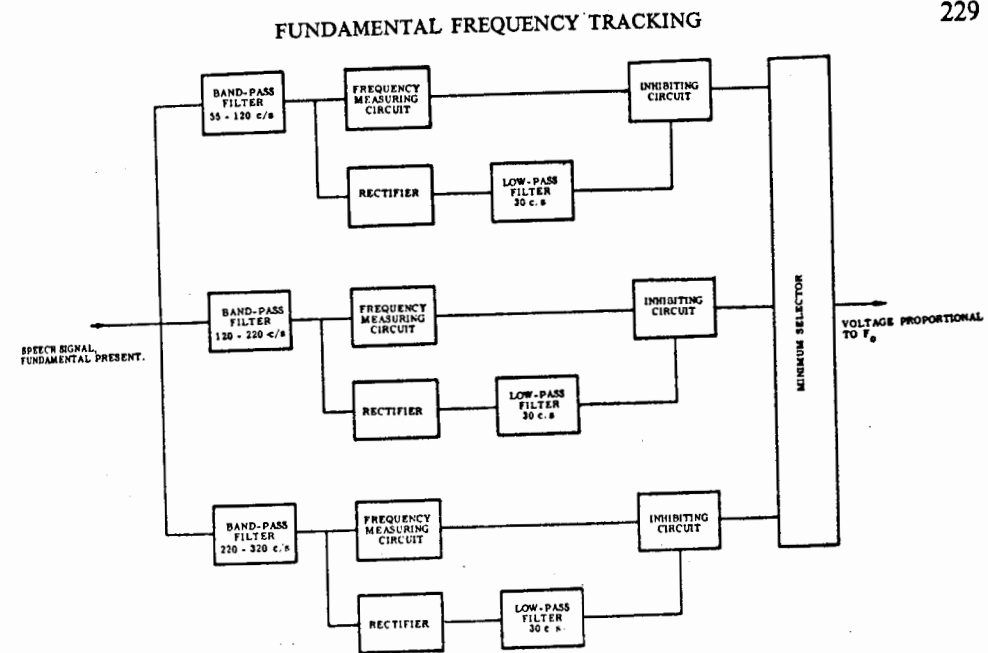 229
FUNDAMENTAL FREQUENCY TRACKING
BAND-PASS
FILTER
55 - 120 c/s
FREQUENCY
MEASURING
CIRCUIT
INHIBITING
CIRCUIT
RECTIFIER
LOW-PASS
FILTER
30 c.s
BAND-PASS
FILTER
120 - 220 c/s
FREQUENCY
MEASURING
CIRCUIT
INHIBITING
CIRCUIT
RECTIFIER
LOW-PASS
FILTER
30 c.s
SPEECH SIGNAL,
FUNDAMENTAL PRESENT.
MINIMUM SELECTOR
VOLTAGE PROPORTIONAL
TO F₀
BAND-PASS
FILTER
220 - 320 c/s
FREQUENCY
MEASURING
CIRCUIT
INHIBITING
CIRCUIT
RECTIFIER
LOW-PASS
FILTER
30 c s